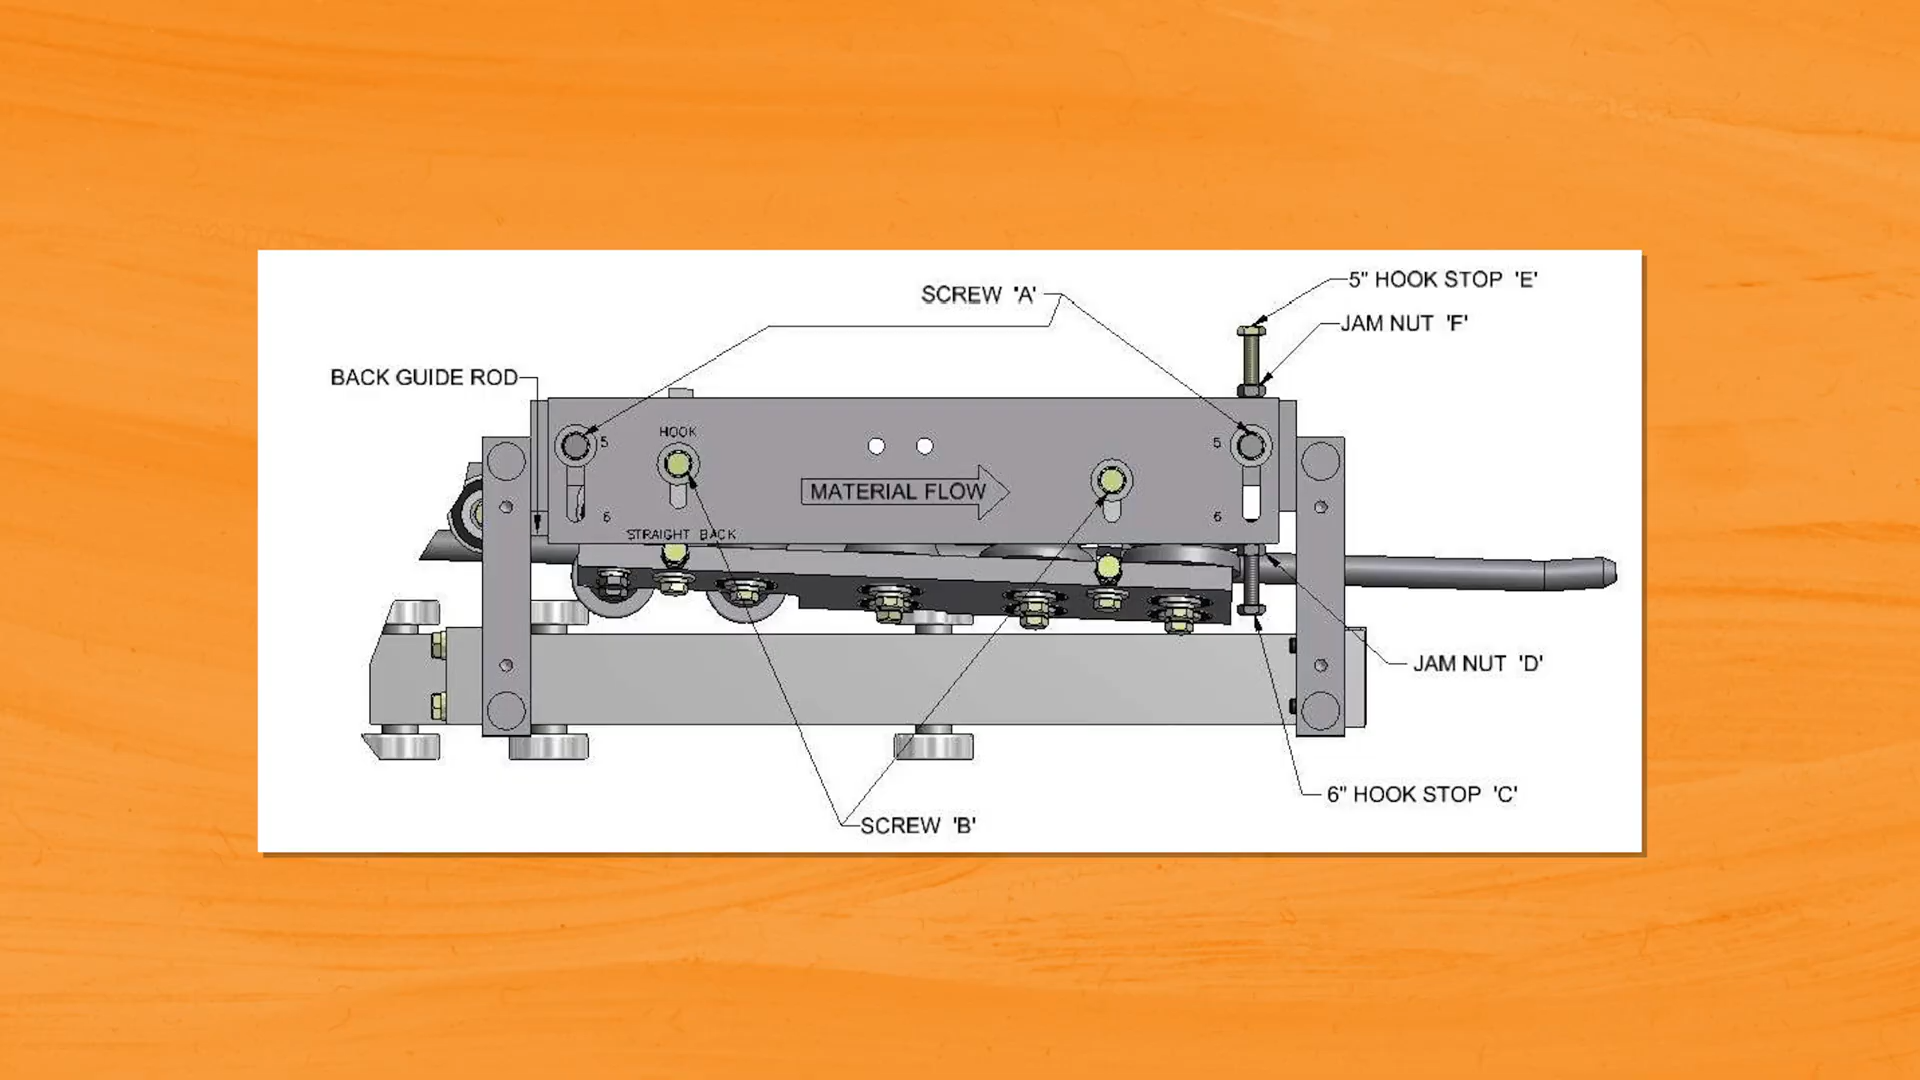 5" HOOK STOP 'E'
SCREW 'A'
JAM NUT 'F'
BACK GUIDE ROD
HOOK
5
5
MATERIAL FLOW
6
6
STRAIGHT BACK
JAM NUT 'D'
6" HOOK STOP 'C'
SCREW 'B'